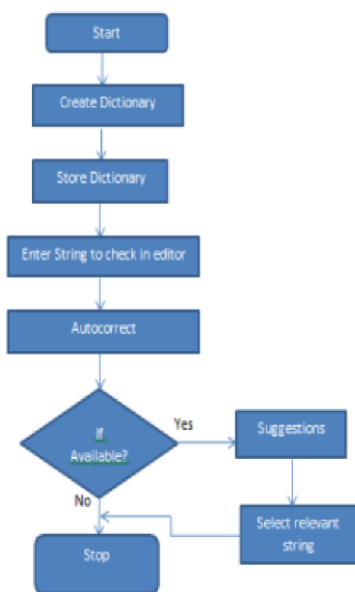 Start
Create Dictionary
Store Dictionary
Enter String to check in editor
Autocorrect
If
Available?
Yes
Suggestions
No
Select relevant
string
Stop